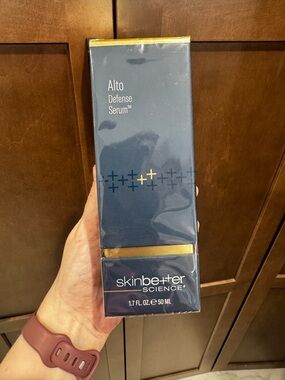 Alto
Defense
Serum™
skinbetter
SCIENCE®
1.7 FL. OZ. ℮ 50 ML